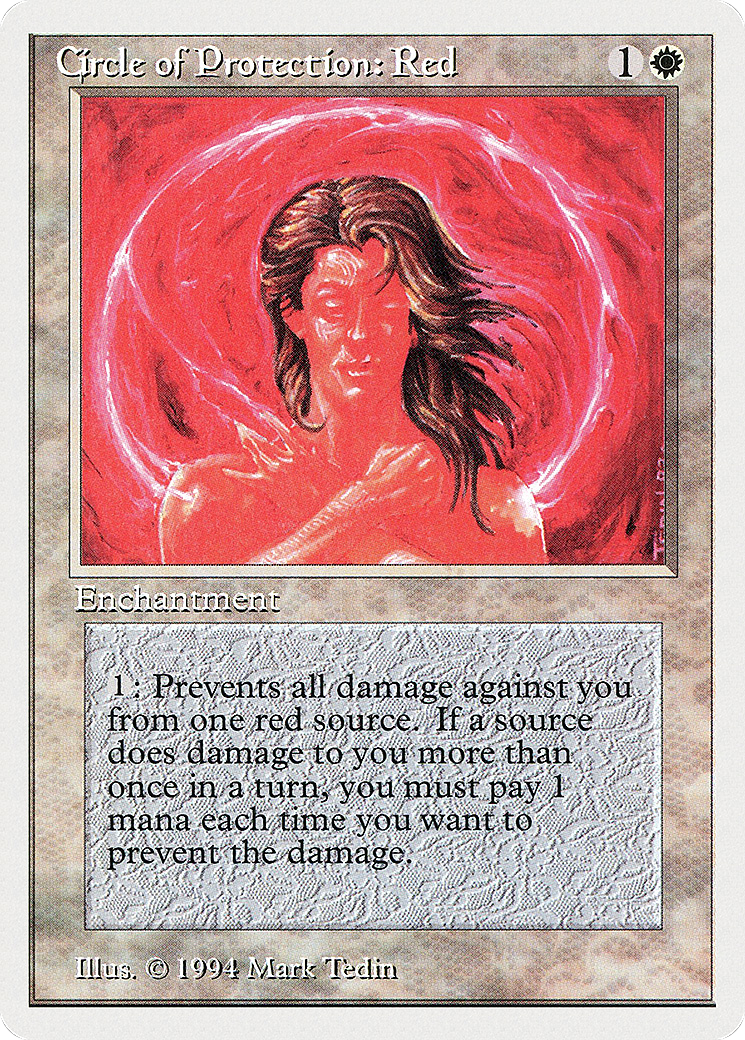 Circle of Protection: Red 1
Enchantment
1: Prevents all damage against you
from one red source. If a source
does damage to you more than
once in a turn, you must pay 1
mana each time you want to
prevent the damage.
Illus. © 1994 Mark Tedin